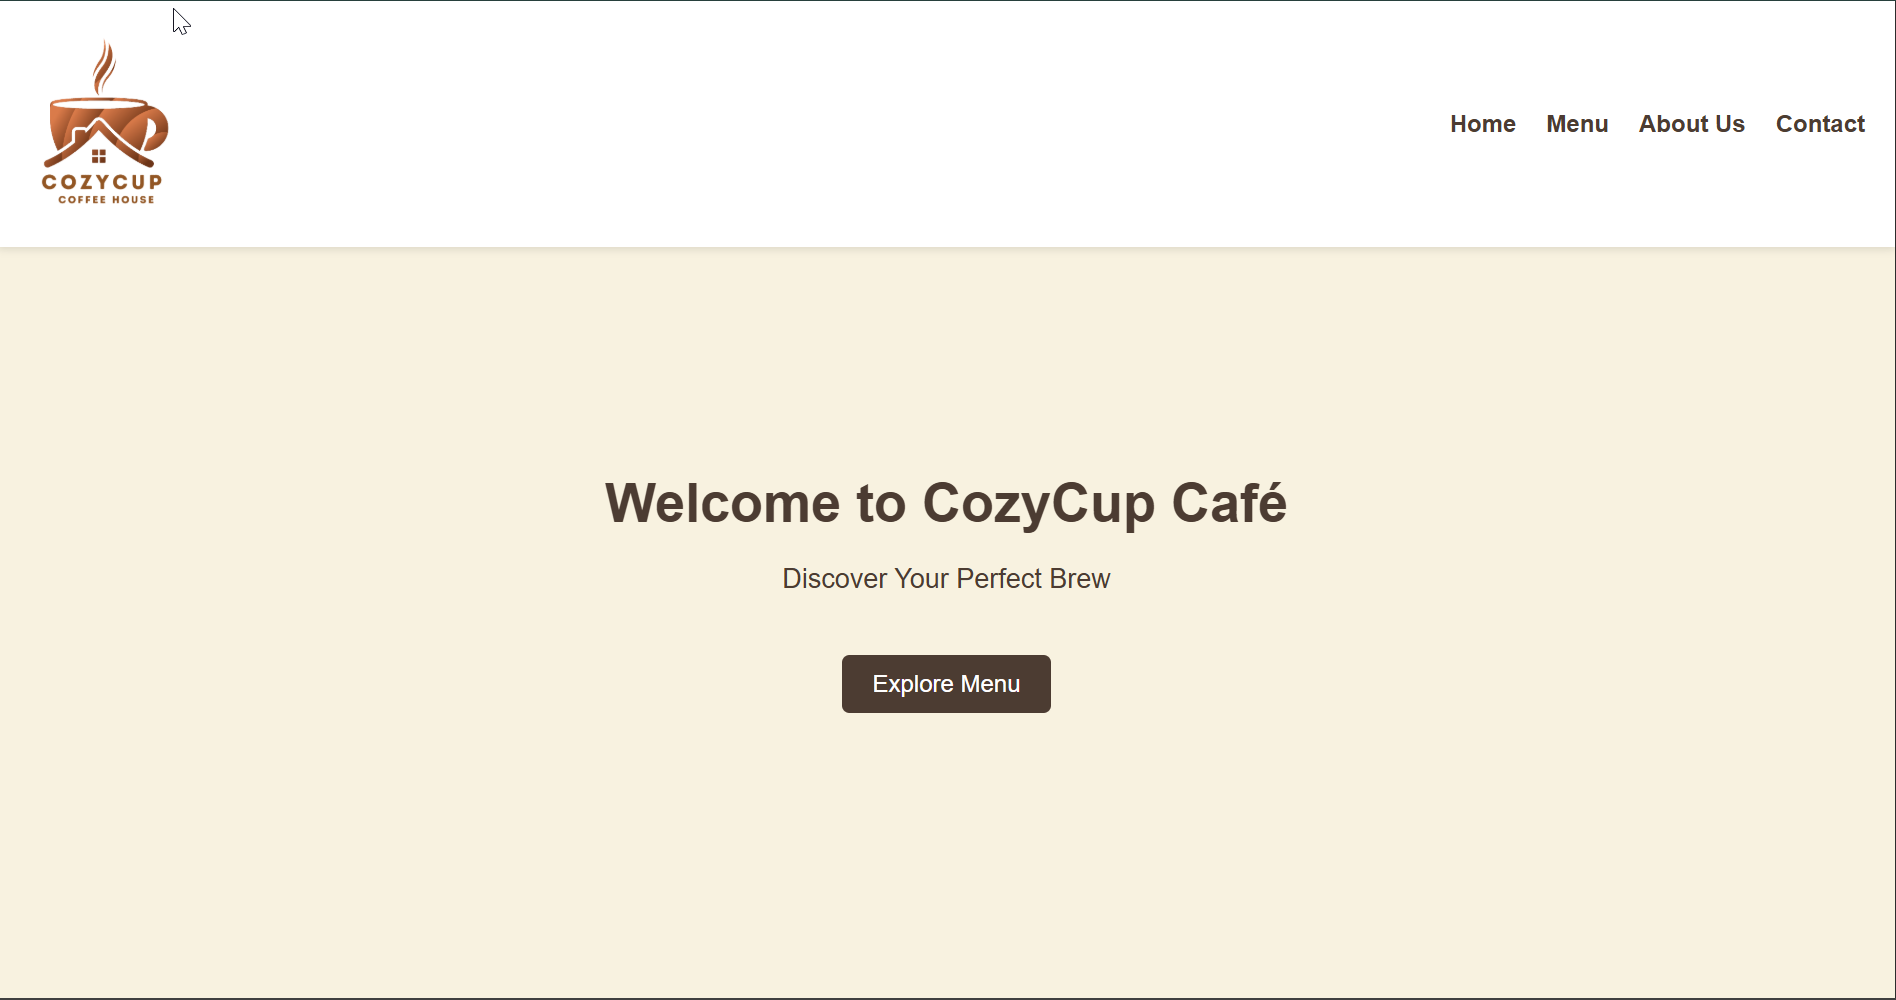 COZYCUP
COFFEE HOUSE
Home Menu About Us Contact
Welcome to CozyCup Café
Discover Your Perfect Brew
Explore Menu